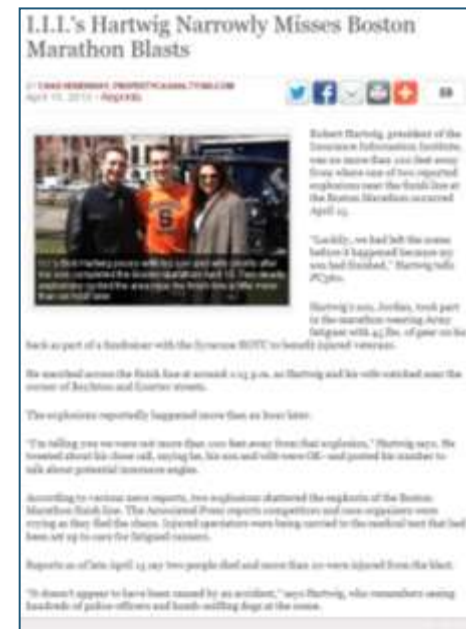 I.I.I.'s Hartwig Narrowly Misses Boston
Marathon Blasts
BY CHAD HEMENWAY, PROPERTYCASUALTY360.COM
April 15, 2013 • Reprints
Robert Hartwig, president of the
Insurance Information Institute,
was no more than 100 feet away
from where one of two reported
explosions near the finish line at
the Boston Marathon occurred
April 15.
"Luckily, we had left the scene
before it happened because my
son had finished," Hartwig tells
PC360.
Hartwig's son, Jordan, took part
in the marathon wearing Army
fatigues with 45 lbs. of gear on his
back as part of a fundraiser with the Syracuse ROTC to benefit injured veterans.
He marched across the finish line at around 1:15 p.m. as Hartwig and his wife watched near the
corner of Boylston and Exeter streets.
The explosions reportedly happened more than an hour later.
"I'm telling you we were not more than 100 feet away from that explosion," Hartwig says. He
tweeted about his close call, saying he, his son and wife were OK—and posted his number to
talk about potential insurance angles.
According to various news reports, two explosions shattered the euphoria of the Boston
Marathon finish line. The Associated Press reports competitors and race organizers were
crying as they fled the chaos. Injured spectators were being carried to the medical tent that had
been set up to care for fatigued runners.
Reports as of late April 15 say two people died and more than 20 were injured from the blast.
"It doesn't appear to have been caused by an accident," says Hartwig, who remembers seeing
hundreds of police officers and bomb-sniffing dogs at the scene.